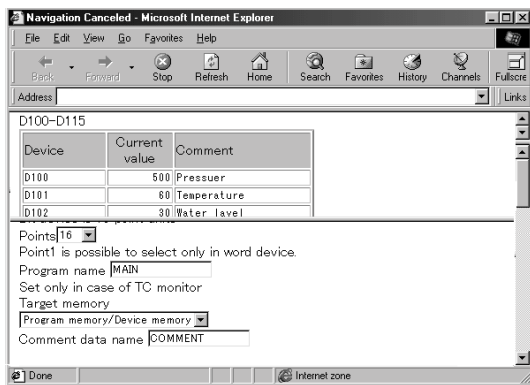 Navigation Canceled - Microsoft Internet Explorer
File Edit View Go Favorites Help
Back Forward Stop Refresh Home Search Favorites History Channels Fullscre
Address Links
D100-D115
Device Current value Comment
D100 500 Pressuer
D101 60 Temperature
D102 30 Water lavel
Points 16
Point1 is possible to select only in word device.
Program name MAIN
Set only in case of TC monitor
Target memory
Program memory/Device memory
Comment data name COMMENT
Done Internet zone